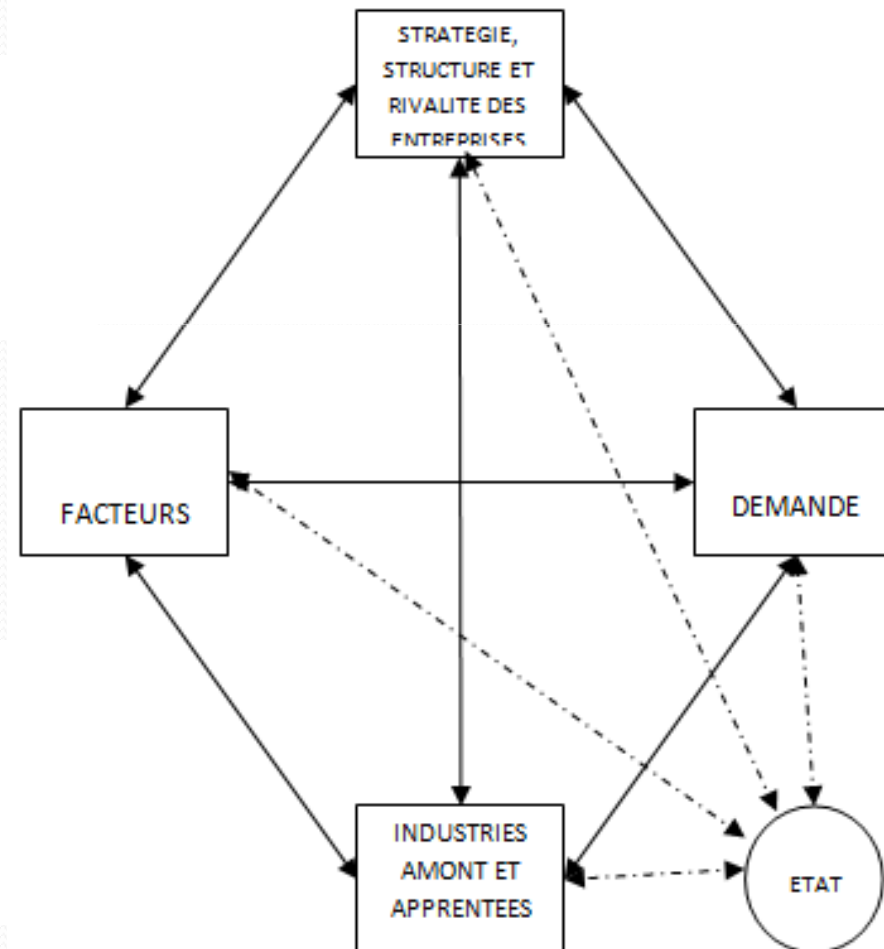 STRATEGIE,
STRUCTURE ET
RIVALITE DES
ENTREPRISES
FACTEURS
DEMANDE
INDUSTRIES
AMONT ET
APPRENTEES
ETAT